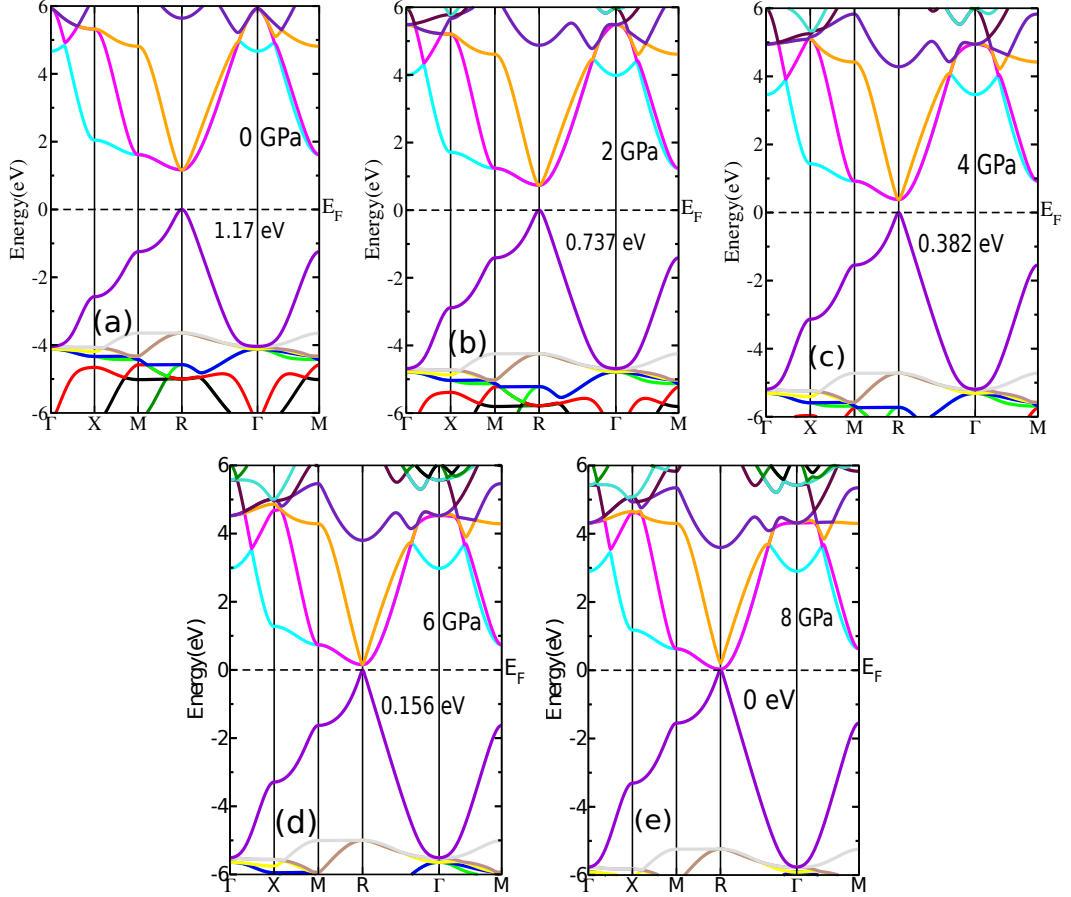 6
4
2
0
-2
-4
-6
Energy(eV)
0 GPa
E_F
1.17 eV
(a)
Γ X M R Γ M
6
4
2
0
-2
-4
-6
Energy(eV)
2 GPa
E_F
0.737 eV
(b)
Γ X M R Γ M
6
4
2
0
-2
-4
-6
Energy(eV)
4 GPa
E_F
0.382 eV
(c)
Γ X M R Γ M
6
4
2
0
-2
-4
-6
Energy(eV)
6 GPa
E_F
0.156 eV
(d)
Γ X M R Γ M
6
4
2
0
-2
-4
-6
Energy(eV)
8 GPa
E_F
0 eV
(e)
Γ X M R Γ M